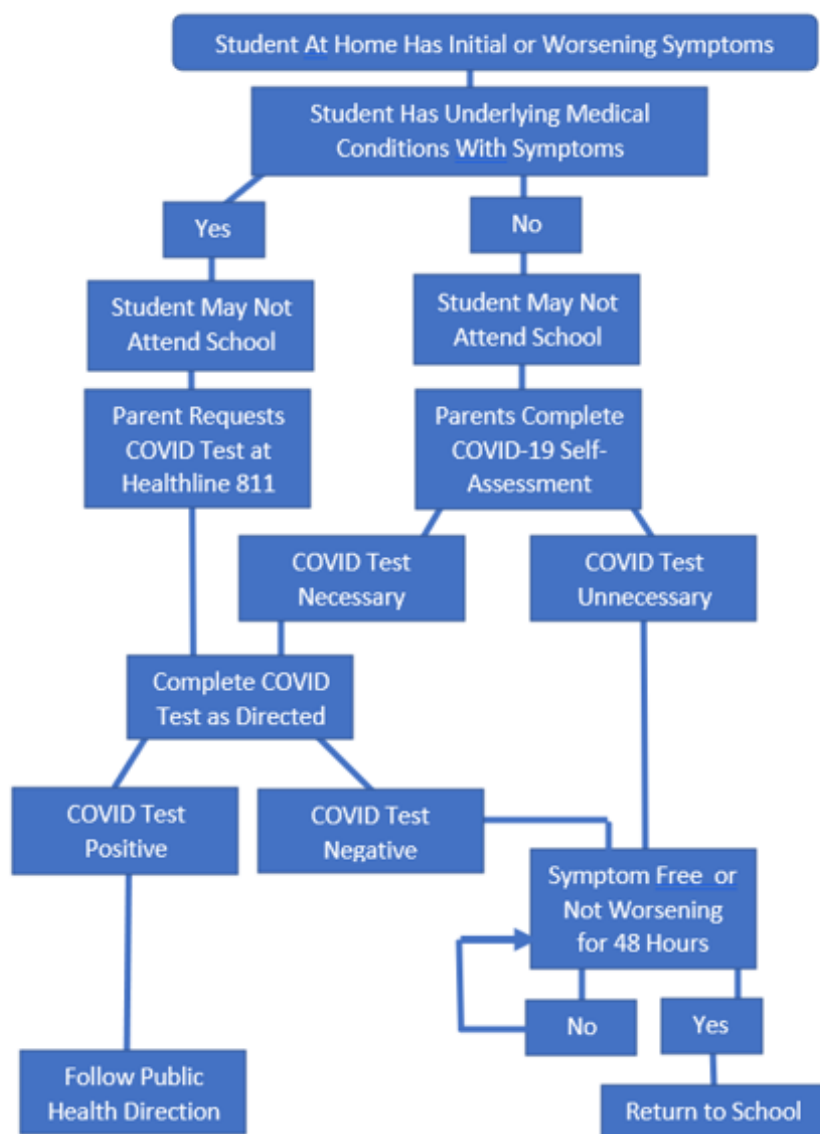 Student At Home Has Initial or Worsening Symptoms
Student Has Underlying Medical
Conditions With Symptoms
Yes
No
Student May Not
Attend School
Student May Not
Attend School
Parent Requests
COVID Test at
Healthline 811
Parents Complete
COVID-19 Self-
Assessment
COVID Test
Necessary
COVID Test
Unnecessary
Complete COVID
Test as Directed
COVID Test
Positive
COVID Test
Negative
Symptom Free or
Not Worsening
for 48 Hours
No
Yes
Follow Public
Health Direction
Return to School